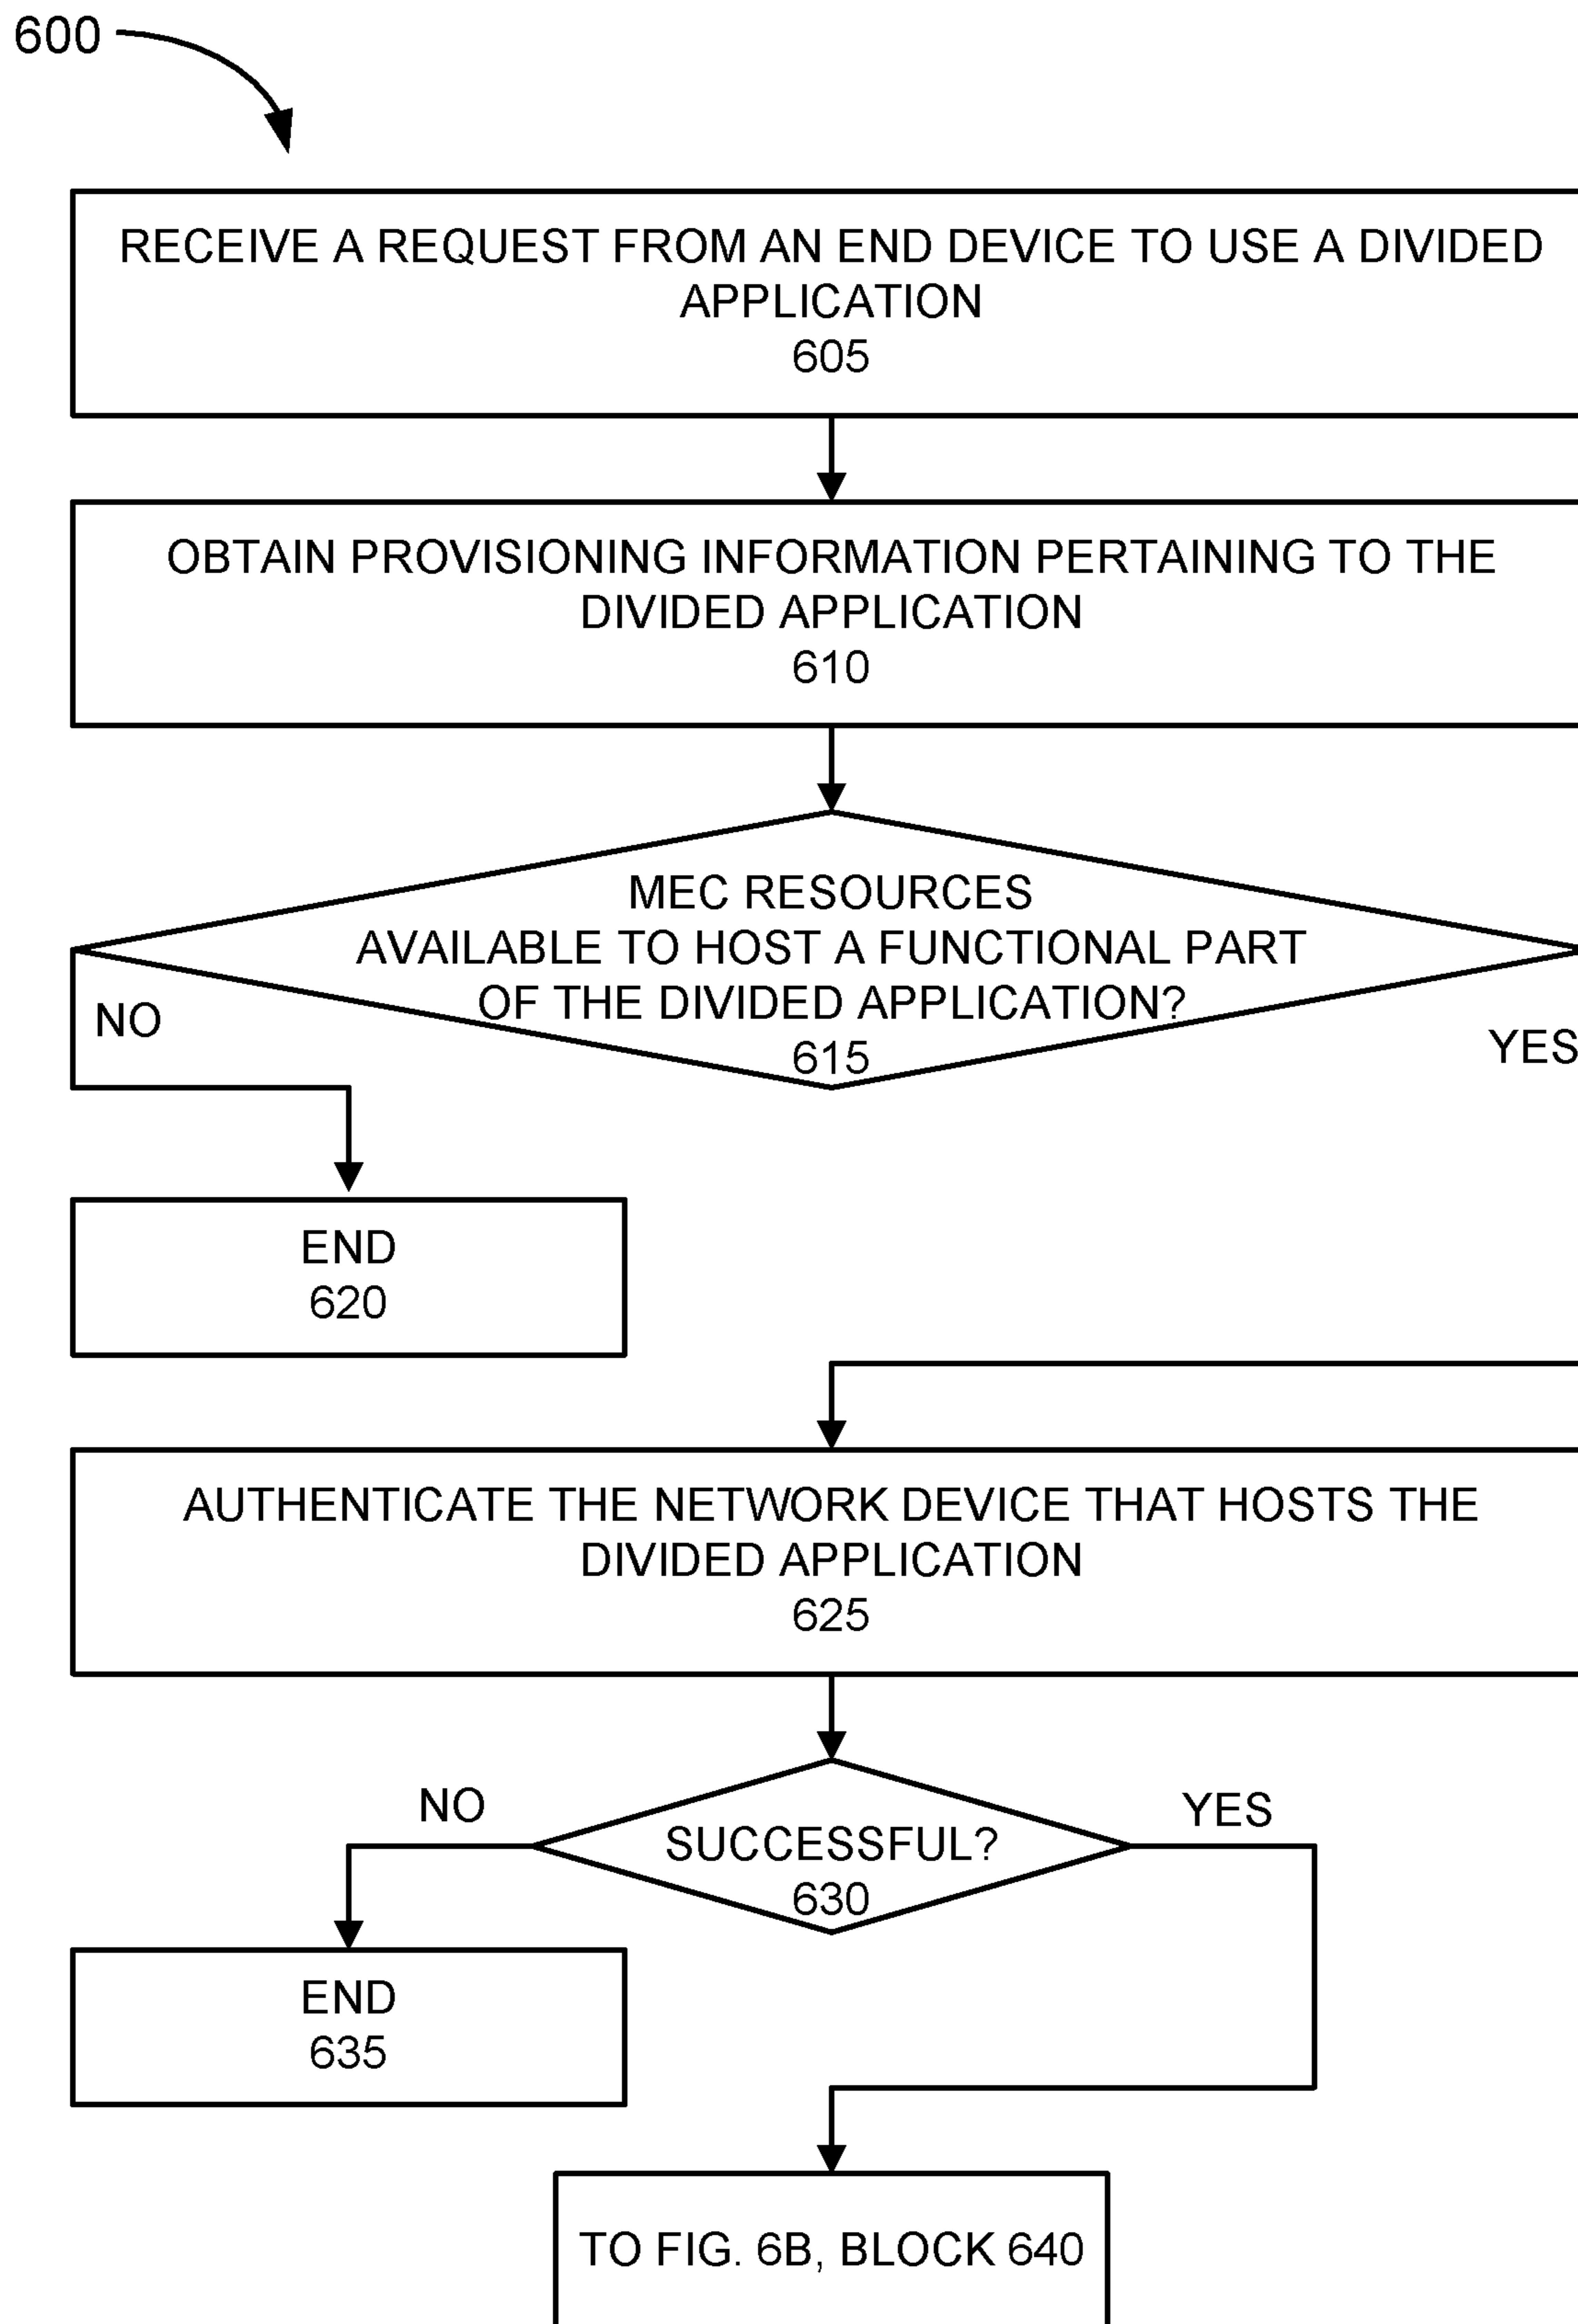 600
RECEIVE A REQUEST FROM AN END DEVICE TO USE A DIVIDED
APPLICATION
605
OBTAIN PROVISIONING INFORMATION PERTAINING TO THE
DIVIDED APPLICATION
610
MEC RESOURCES
AVAILABLE TO HOST A FUNCTIONAL PART
OF THE DIVIDED APPLICATION?
615
NO
YES
END
620
AUTHENTICATE THE NETWORK DEVICE THAT HOSTS THE
DIVIDED APPLICATION
625
NO
YES
SUCCESSFUL?
630
END
635
TO FIG. 6B, BLOCK 640